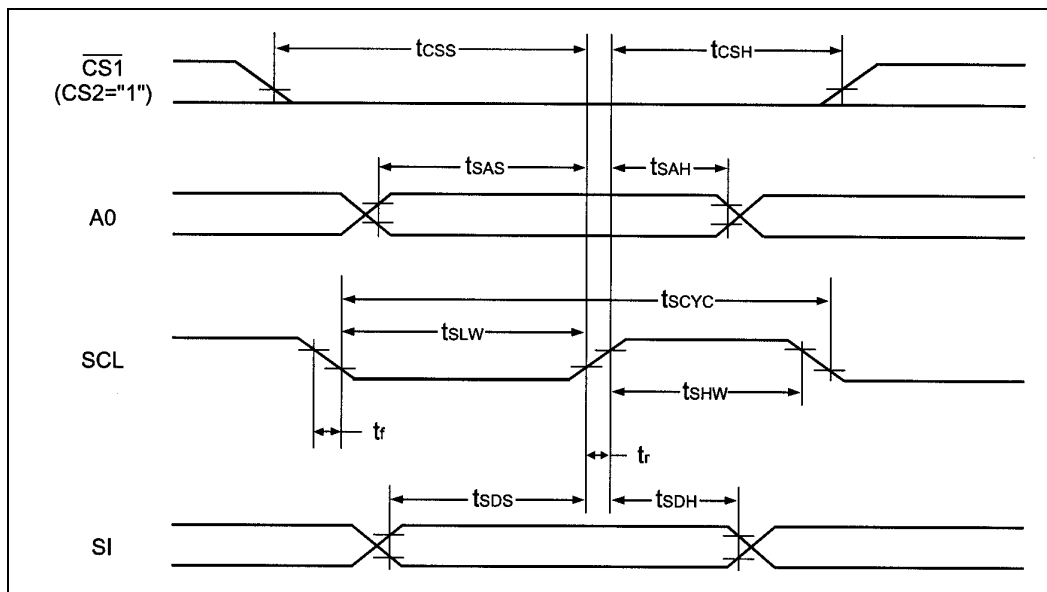 tCSS
tCSH
CS1
(CS2="1")
tSAS
tSAH
A0
tSCYC
tSLW
SCL
tSHW
tf
tr
tSDS
tSDH
SI